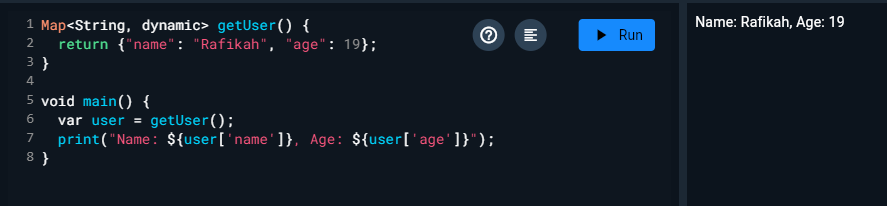 1 Map<String, dynamic> getUser() {
2   return {"name": "Rafikah", "age": 19};
3 }
4
5 void main() {
6   var user = getUser();
7   print("Name: ${user['name']}, Age: ${user['age']}");
8 }
Run
Name: Rafikah, Age: 19